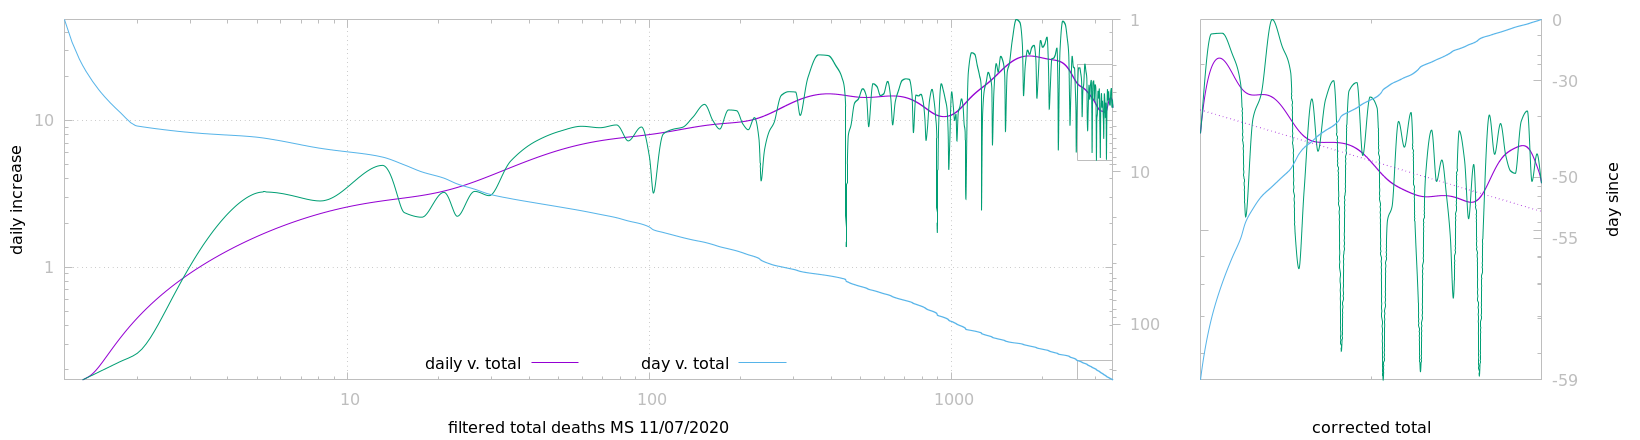 daily increase
10
1
daily v. total
day v. total
10
100
1000
filtered total deaths MS 11/07/2020
1
10
100
0
-30
-50
-55
-59
day since
corrected total